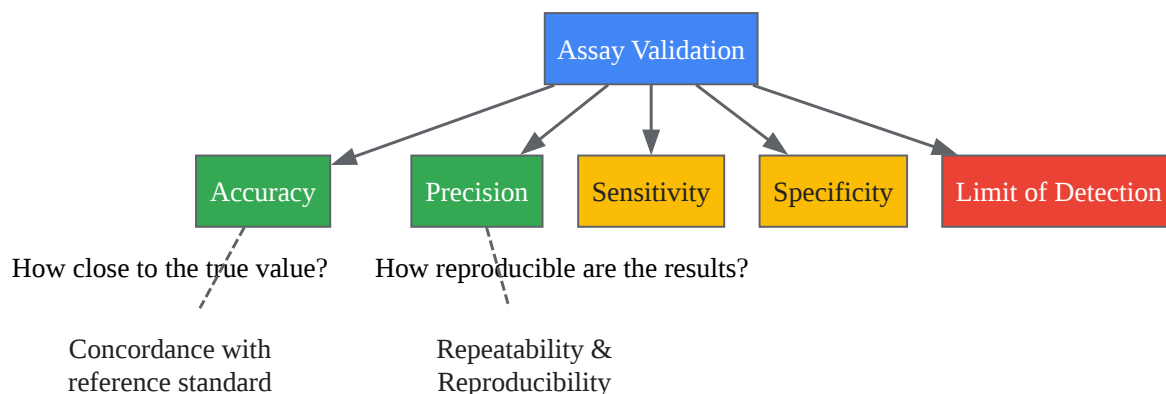 Assay Validation
Accuracy
Precision
Sensitivity
Specificity
Limit of Detection
How close to the true value?
How reproducible are the results?
Concordance with
reference standard
Repeatability &
Reproducibility